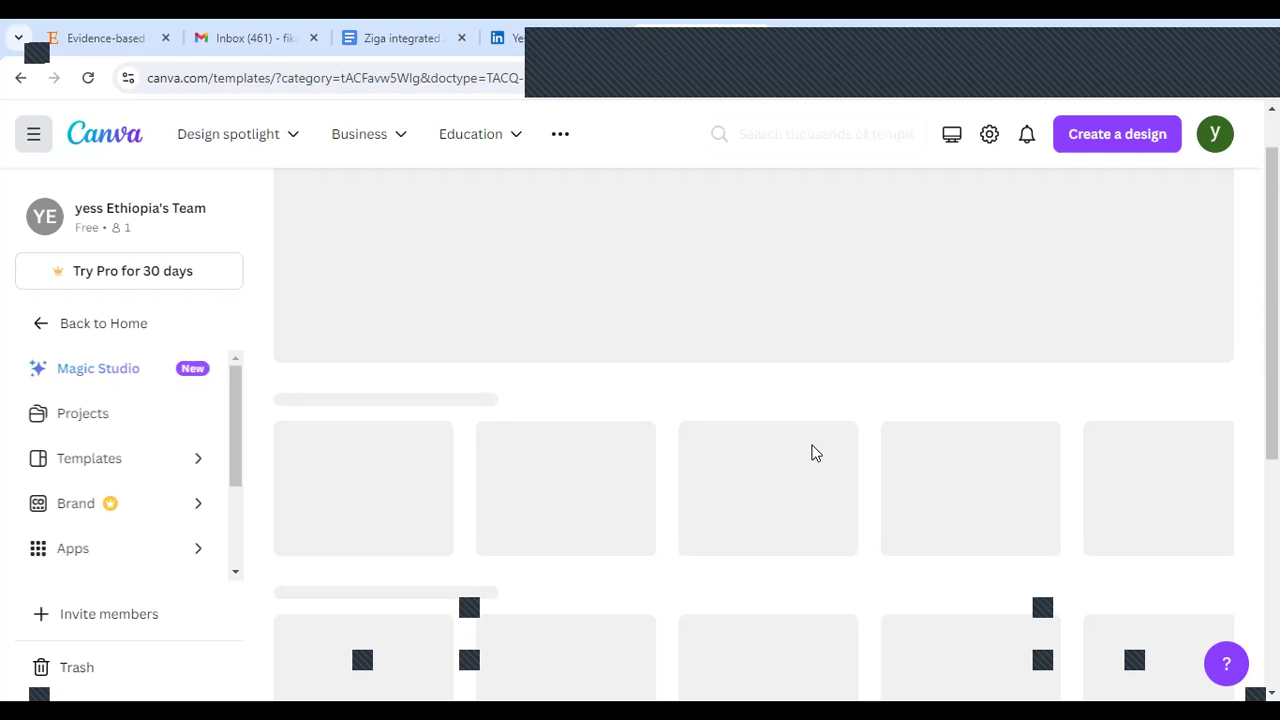 Evidence-based
Inbox (461) - fika
Ziga integrated a
Ye
canva.com/templates/?category=tACFavw5WIg&doctype=TACQ-
Canva
Design spotlight
Business
Education
Search thousands of temple
Create a design
y
YE
yess Ethiopia's Team
Free • 1
Try Pro for 30 days
Back to Home
Magic Studio
New
Projects
Templates
Brand
Apps
Invite members
Trash
?